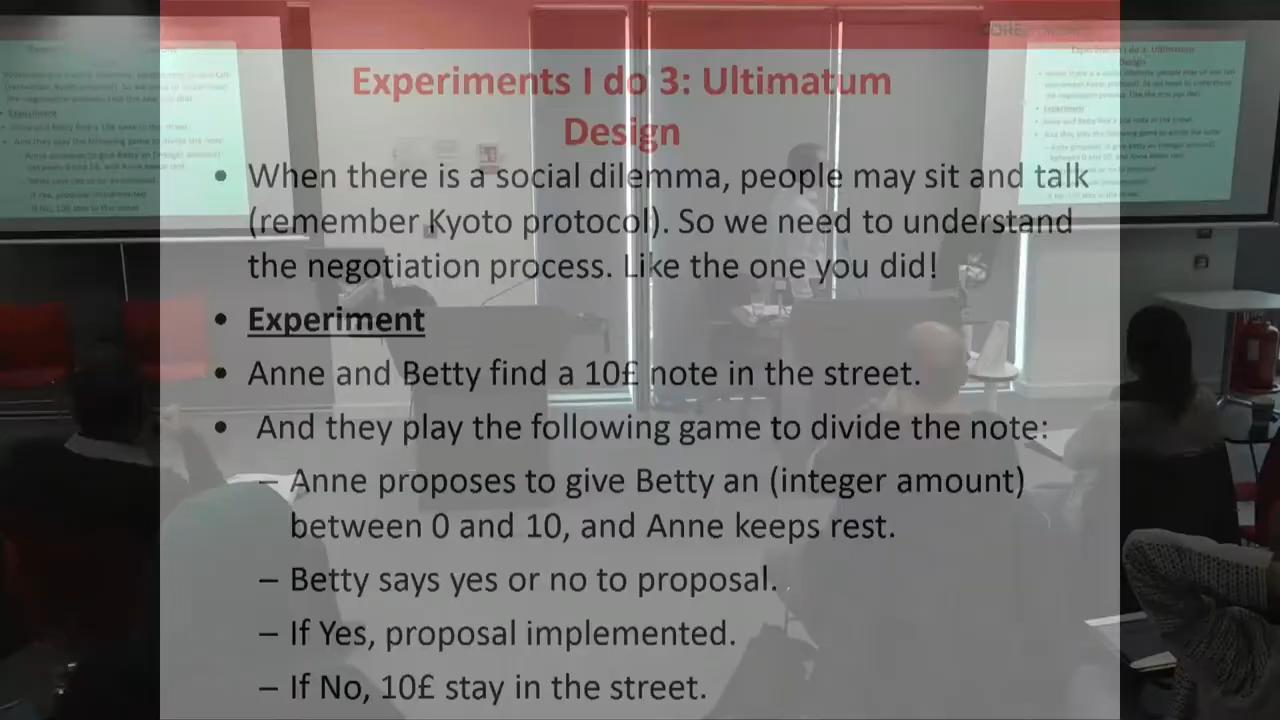 Experiments I do 3: Ultimatum
Design
• When there is a social dilemma, people may sit and talk
(remember Kyoto protocol). So we need to understand
the negotiation process. Like the one you did!
• Experiment
• Anne and Betty find a 10£ note in the street.
• And they play the following game to divide the note:
– Anne proposes to give Betty an (integer amount)
between 0 and 10, and Anne keeps rest.
– Betty says yes or no to proposal.
– If Yes, proposal implemented.
– If No, 10£ stay in the street.